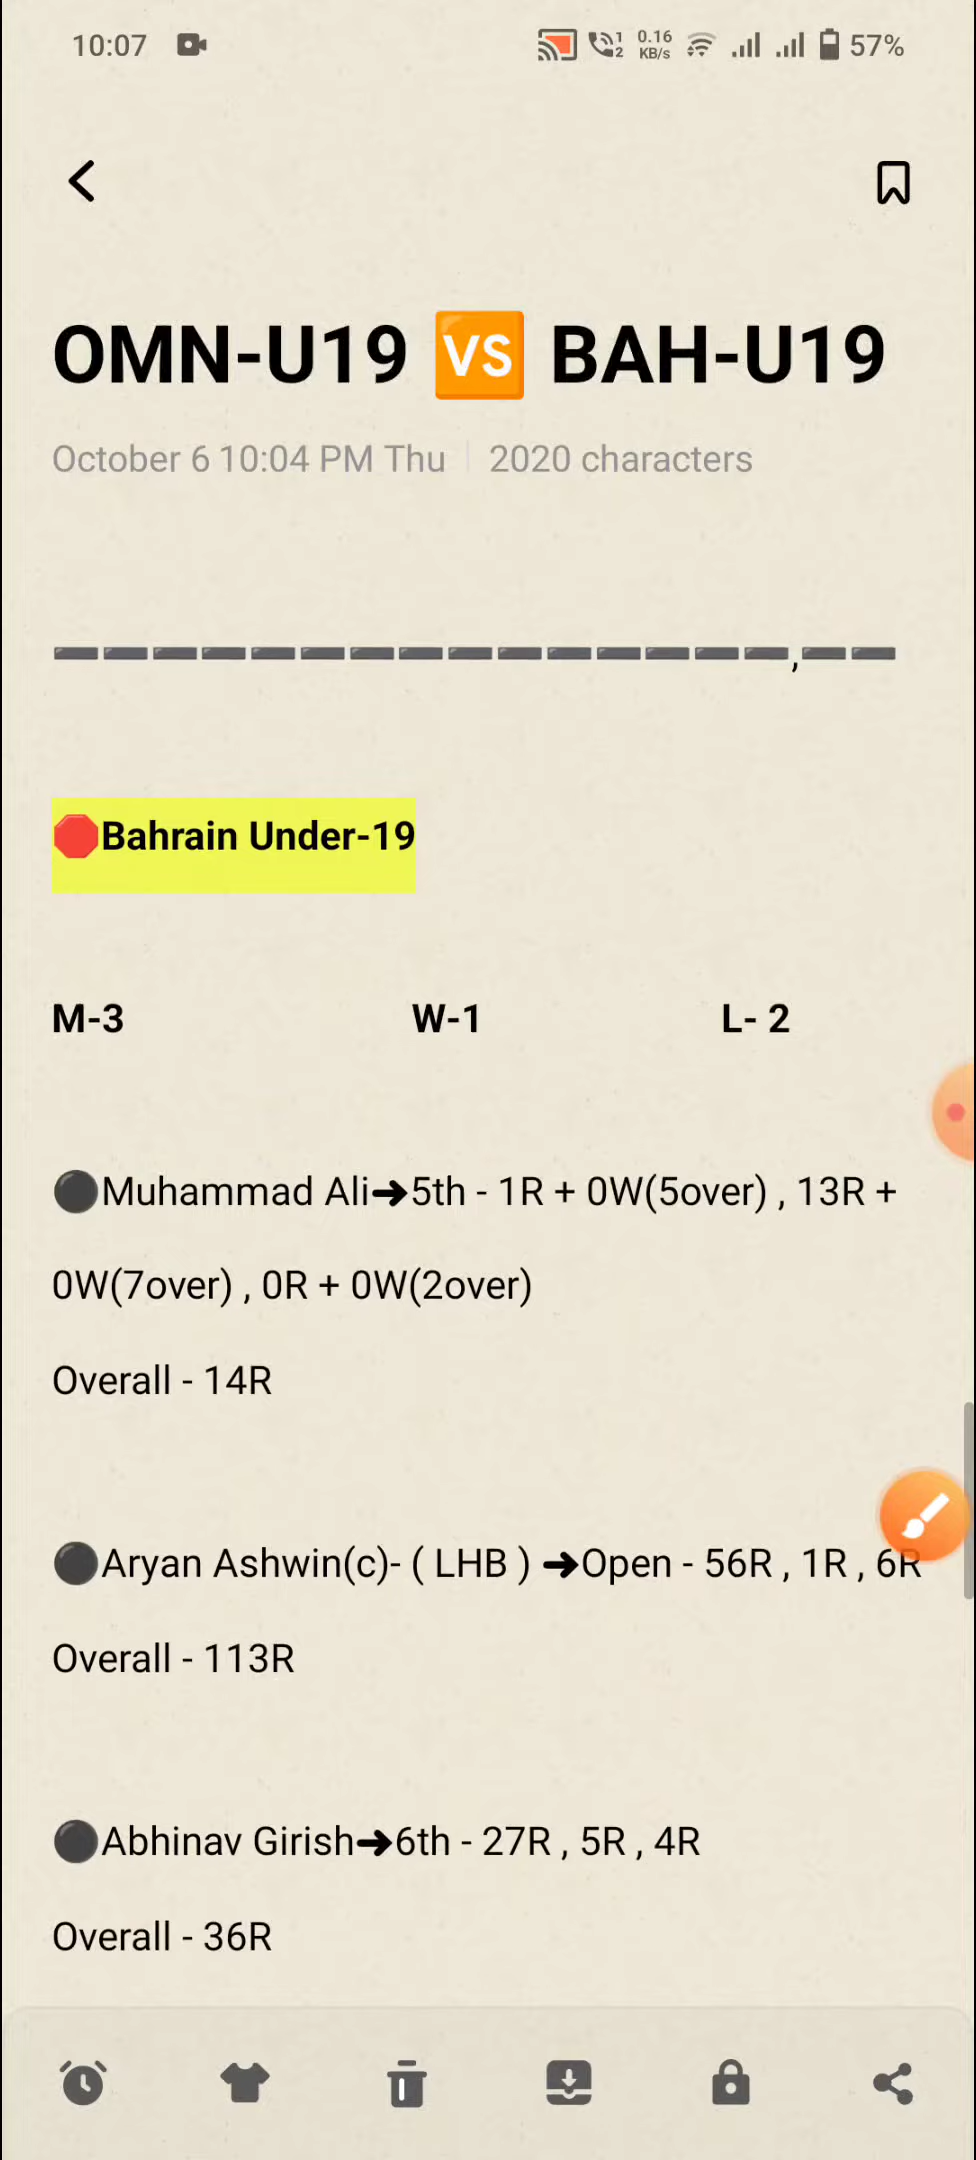 10:07 1 2 0.16 KB/s 57%
OMN-U19 🆚 BAH-U19
October 6 10:04 PM Thu | 2020 characters
➖➖➖➖➖➖➖➖➖➖➖➖➖➖➖,➖➖
🛑Bahrain Under-19
M-3 W-1 L- 2
⚫Muhammad Ali➜5th - 1R + 0W(5over) , 13R +
0W(7over) , 0R + 0W(2over)
Overall - 14R
⚫Aryan Ashwin(c)- ( LHB ) ➜Open - 56R , 1R , 6R
Overall - 113R
⚫Abhinav Girish➜6th - 27R , 5R , 4R
Overall - 36R